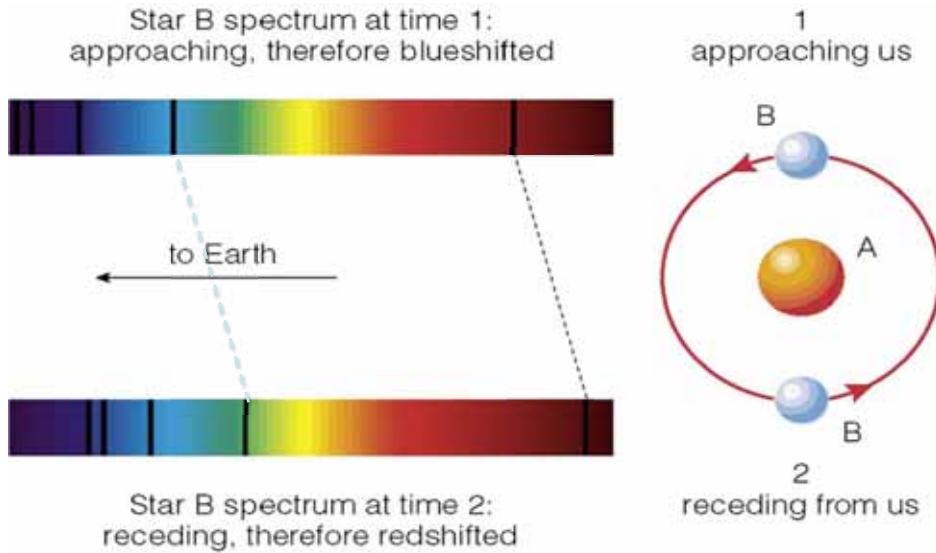 Star B spectrum at time 1:
approaching, therefore blueshifted
1
approaching us
B
A
to Earth
B
2
receding from us
Star B spectrum at time 2:
receding, therefore redshifted